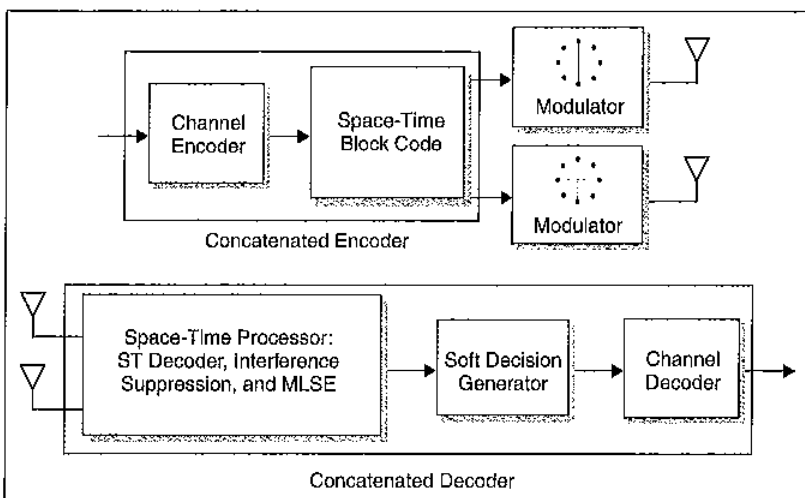 Channel
Encoder
Space-Time
Block Code
Modulator
Modulator
Concatenated Encoder
Space-Time Processor:
ST Decoder, Interference
Suppression, and MLSE
Soft Decision
Generator
Channel
Decoder
Concatenated Decoder